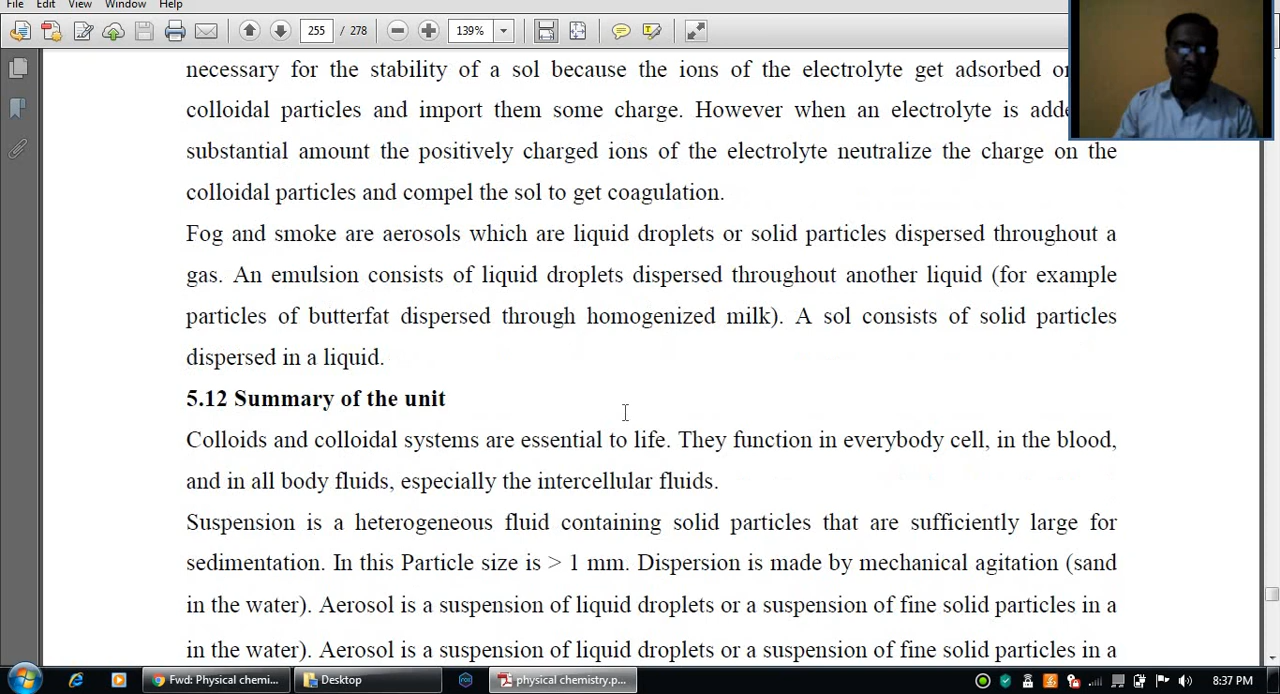 File Edit View Window Help
255 / 278 139%
necessary for the stability of a sol because the ions of the electrolyte get adsorbed
colloidal particles and import them some charge. However when an electrolyte is
substantial amount the positively charged ions of the electrolyte neutralize the charge on the
colloidal particles and compel the sol to get coagulation.
Fog and smoke are aerosols which are liquid droplets or solid particles dispersed throughout a
gas. An emulsion consists of liquid droplets dispersed throughout another liquid (for example
particles of butterfat dispersed through homogenized milk). A sol consists of solid particles
dispersed in a liquid.
5.12 Summary of the unit
Colloids and colloidal systems are essential to life. They function in everybody cell, in the blood,
and in all body fluids, especially the intercellular fluids.
Suspension is a heterogeneous fluid containing solid particles that are sufficiently large for
sedimentation. In this Particle size is > 1 mm. Dispersion is made by mechanical agitation (sand
in the water). Aerosol is a suspension of liquid droplets or a suspension of fine solid particles in a
in the water). Aerosol is a suspension of liquid droplets or a suspension of fine solid particles in a
Fwd: Physical chemi... Desktop physical chemistry.p... 8:37 PM